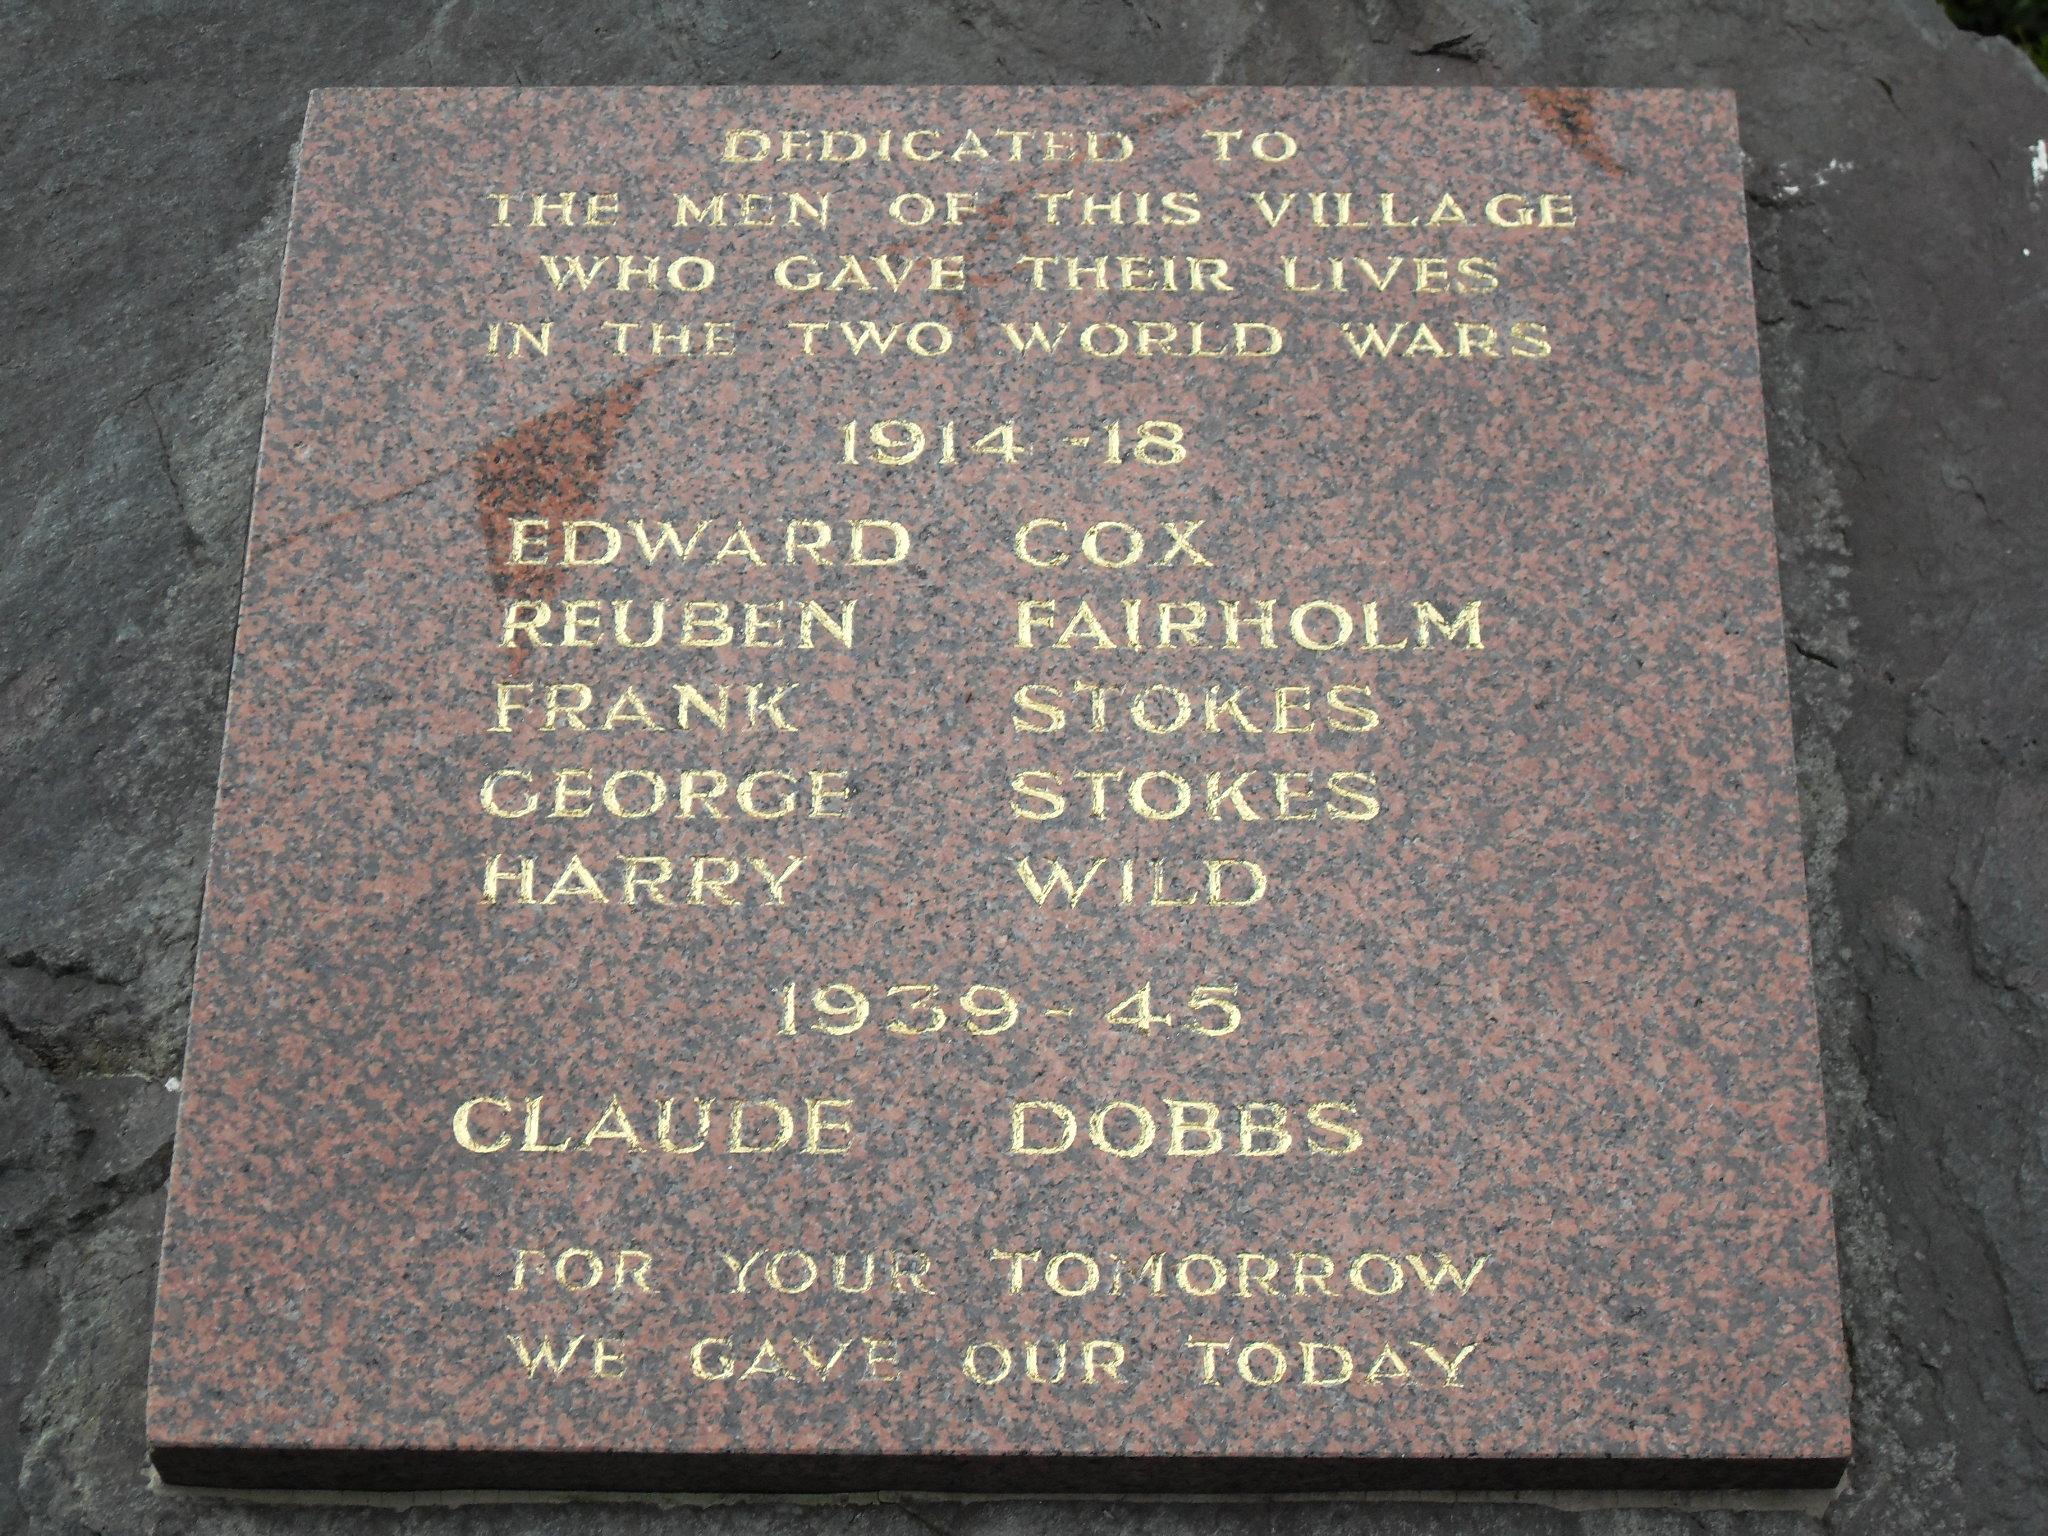 DEDICATED TO
THE MEN OF THIS VILLAGE
WHO GAVE THEIR LIVES
IN THE TWO WORLD WARS
1914-18
EDWARD COX
REUBEN FAIRHOLM
FRANK STOKES
GEORGE STOKES
HARRY WILD
1939-45
CLAUDE DOBBS
FOR YOUR TOMORROW
WE GAVE OUR TODAY